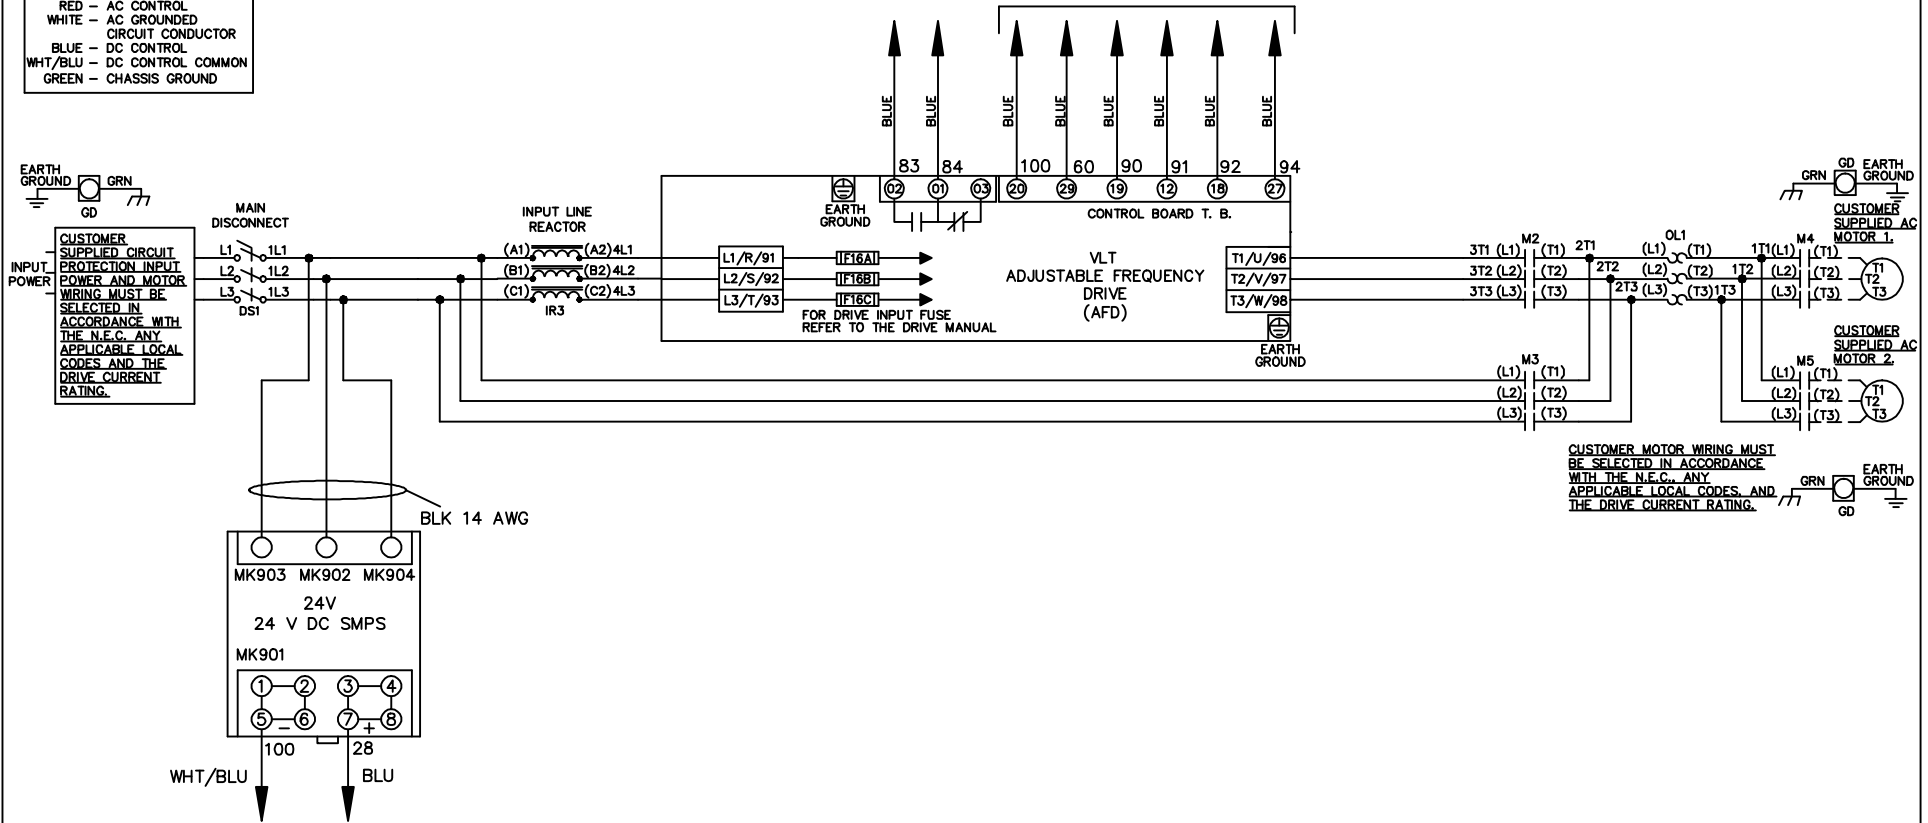 RED – AC CONTROL
WHITE – AC GROUNDED
CIRCUIT CONDUCTOR
BLUE – DC CONTROL
WHT/BLU – DC CONTROL COMMON
GREEN – CHASSIS GROUND
BLUE
BLUE
BLUE
BLUE
BLUE
BLUE
BLUE
BLUE
83
84
100
60
90
91
92
94
02
01
03
20
29
19
12
18
27
EARTH
GROUND
CONTROL BOARD T. B.
EARTH
GROUND
GRN
GD
MAIN
DISCONNECT
INPUT LINE
REACTOR
INPUT
POWER
CUSTOMER
SUPPLIED CIRCUIT
PROTECTION INPUT
POWER AND MOTOR
WIRING MUST BE
SELECTED IN
ACCORDANCE WITH
THE N.E.C. ANY
APPLICABLE LOCAL
CODES AND THE
DRIVE CURRENT
RATING.
L1 1L1
L2 1L2
L3 1L3
DS1
(A1) (A2) 4L1
(B1) (B2) 4L2
(C1) (C2) 4L3
IR3
L1/R/91
L2/S/92
L3/T/93
F16A
F16B
F16C
FOR DRIVE INPUT FUSE
REFER TO THE DRIVE MANUAL
VLT
ADJUSTABLE FREQUENCY
DRIVE
(AFD)
T1/U/96
T2/V/97
T3/W/98
EARTH
GROUND
M2
3T1 (L1) (T1) 2T1
3T2 (L2) (T2) 2T2
3T3 (L3) (T3) 2T3
OL1
(L1) (T1) 1T1
(L2) (T2) 1T2
(L3) (T3) 1T3
M4
(L1) (T1)
(L2) (T2)
(L3) (T3)
GRN
GD
EARTH
GROUND
CUSTOMER
SUPPLIED AC
MOTOR 1.
T1
T2
T3
M3
(L1) (T1)
(L2) (T2)
(L3) (T3)
M5
(L1) (T1)
(L2) (T2)
(L3) (T3)
CUSTOMER
SUPPLIED AC
MOTOR 2.
T1
T2
T3
CUSTOMER MOTOR WIRING MUST
BE SELECTED IN ACCORDANCE
WITH THE N.E.C., ANY
APPLICABLE LOCAL CODES, AND
THE DRIVE CURRENT RATING.
GRN
GD
EARTH
GROUND
BLK 14 AWG
MK903 MK902 MK904
24V
24 V DC SMPS
MK901
1 2 3 4
5 – 6 7 + 8
100
28
WHT/BLU
BLU